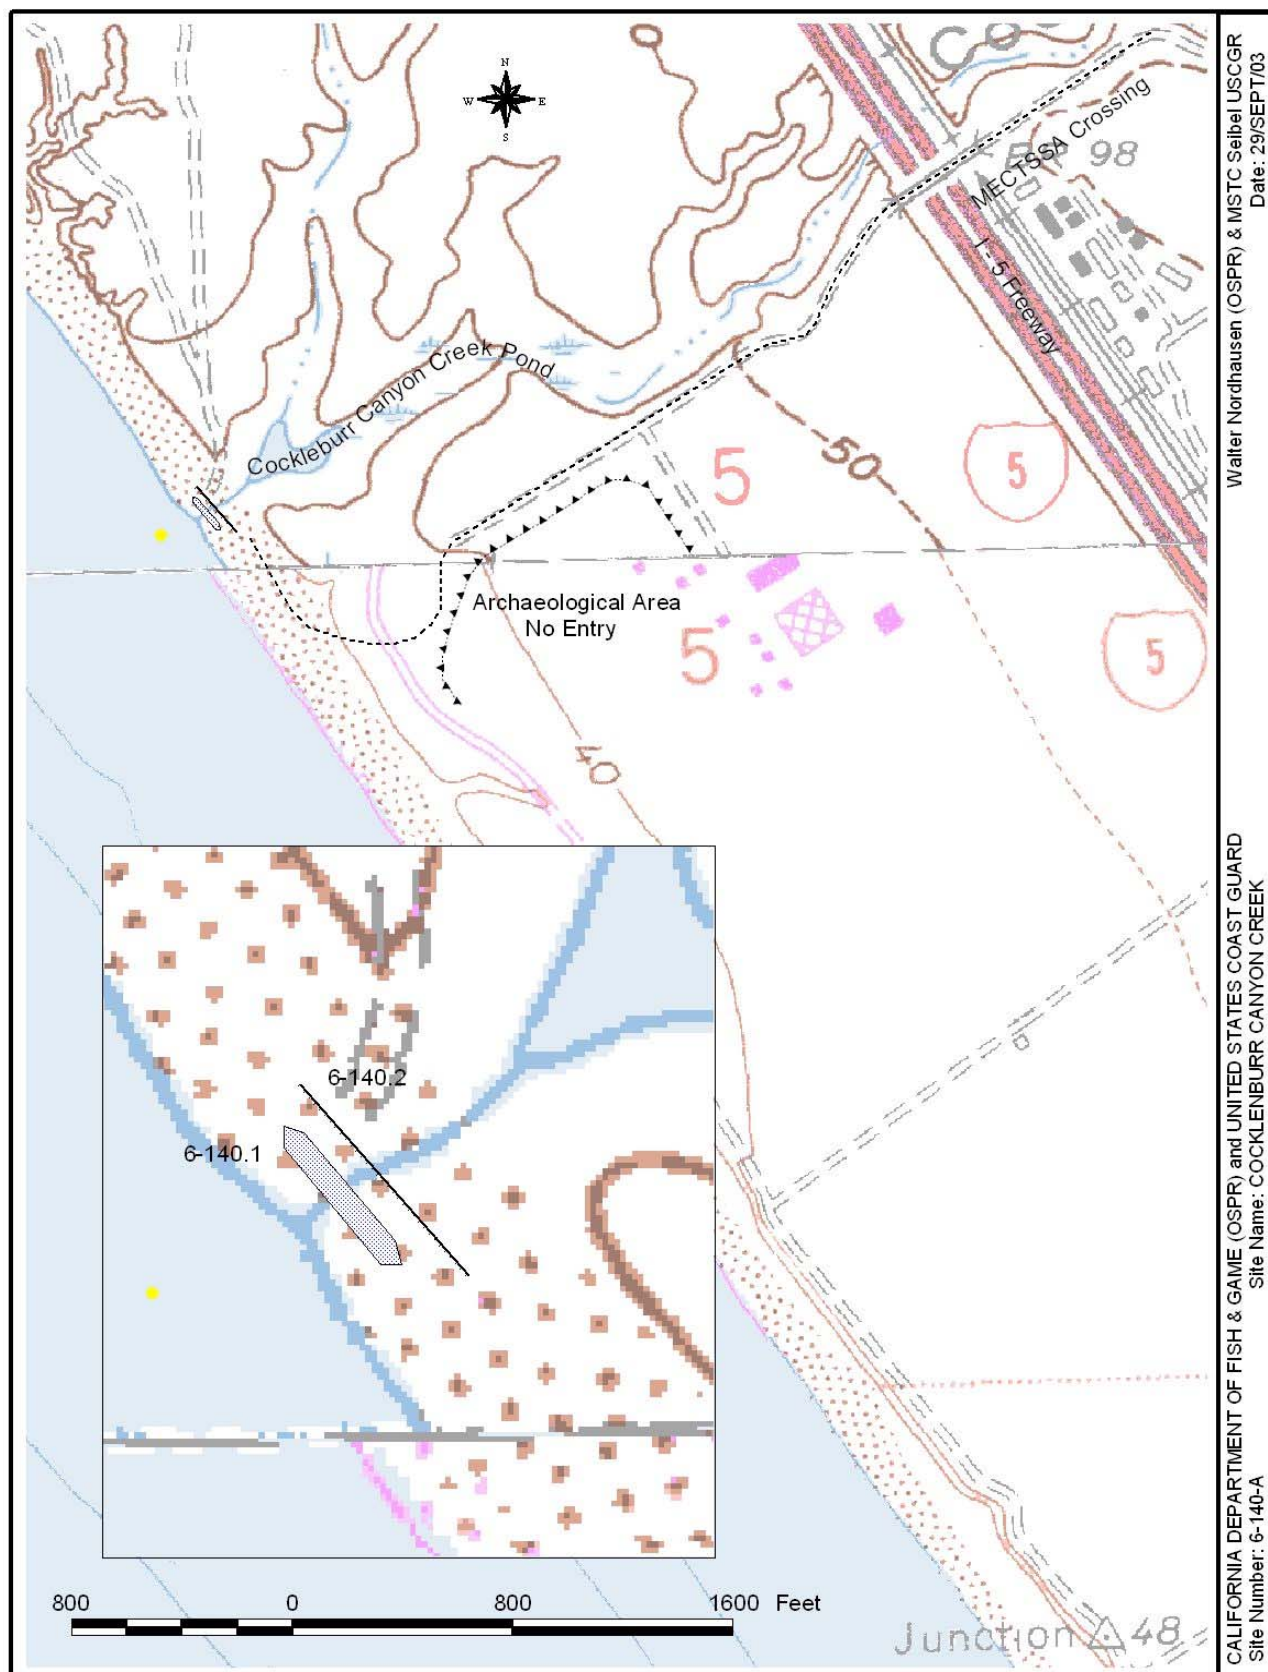 N
W E
S
Co
MECTSSA Crossing
BM 98
I - 5 Freeway
Cockleburr Canyon Creek Pond
50
5
5
Archaeological Area
No Entry
5
5
40
6-140.2
6-140.1
800 0 800 1600 Feet
Junction 48
Walter Nordhausen (OSPR) & MSTC Seibel USCGR
Date: 29/SEPT/03
CALIFORNIA DEPARTMENT OF FISH & GAME (OSPR) and UNITED STATES COAST GUARD
Site Number: 6-140-A Site Name: COCKLENBURR CANYON CREEK